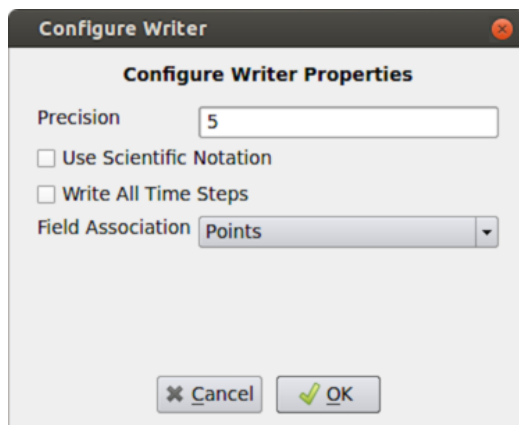 Configure Writer
Configure Writer Properties
Precision 5
Use Scientific Notation
Write All Time Steps
Field Association Points
Cancel OK